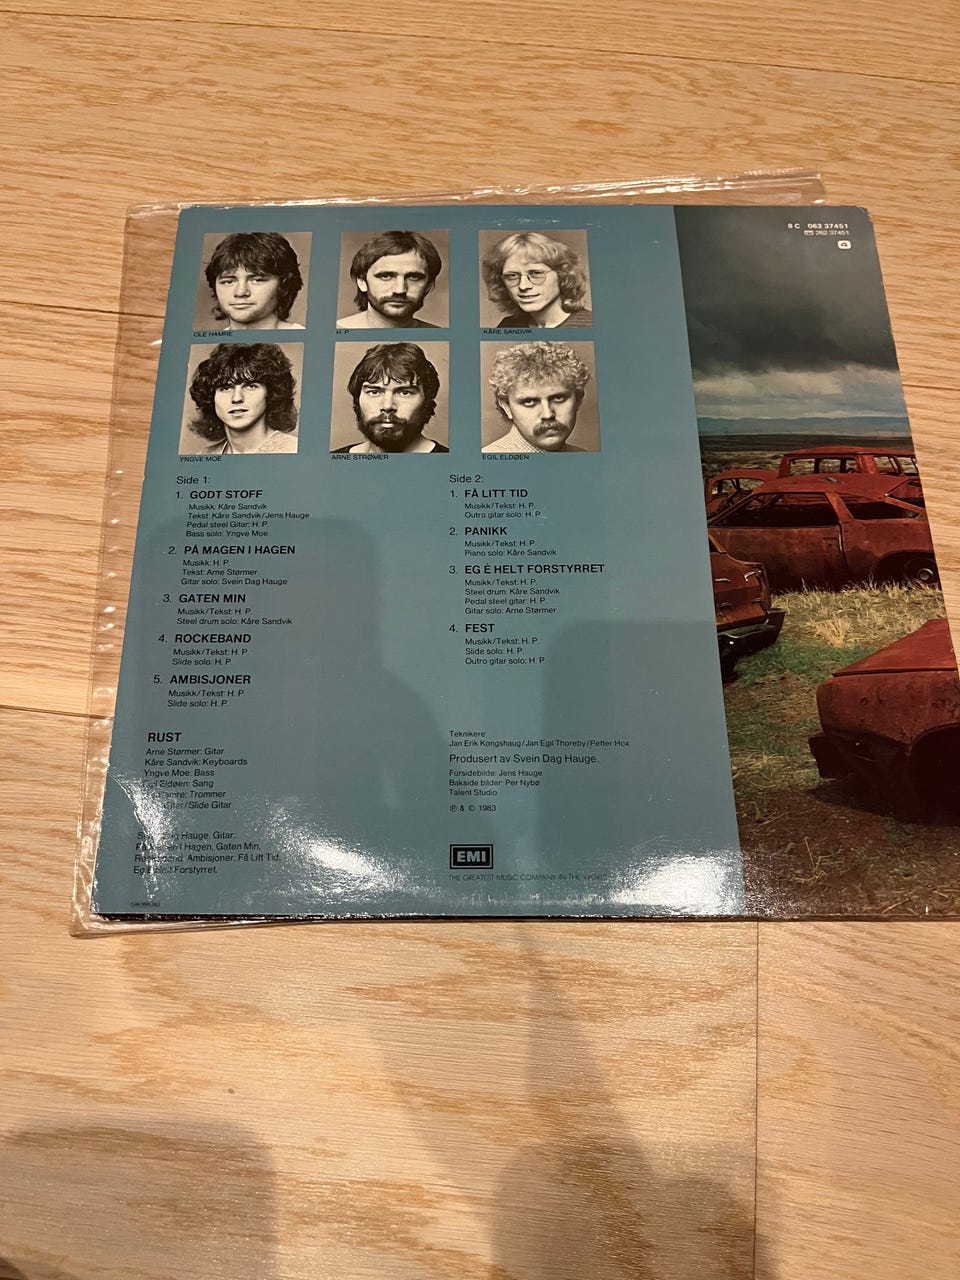 8 C 062 37451
262 37451
4
OLE HAMRE
H. P.
KÅRE SANDVIK
YNGVE MOE
ARNE STRØMER
EGIL ELDØEN
Side 1:
1. GODT STOFF
Musikk: Kåre Sandvik
Tekst: Kåre Sandvik/Jens Hauge
Pedal steel Gitar: H. P.
Bass solo: Yngve Moe
2. PÅ MAGEN I HAGEN
Musikk: H. P.
Tekst: Arne Størmer
Gitar solo: Svein Dag Hauge
3. GATEN MIN
Musikk/Tekst: H. P.
Steel drum solo: Kåre Sandvik
4. ROCKEBAND
Musikk/Tekst: H. P.
Slide solo: H. P
5. AMBISJONER
Musikk/Tekst: H. P
Slide solo: H. P
Side 2:
1. FÅ LITT TID
Musikk/Tekst: H. P.
Outro gitar solo: H. P.
2. PANIKK
Musikk/Tekst: H. P.
Piano solo: Kåre Sandvik
3. EG É HELT FORSTYRRET
Musikk/Tekst: H. P.
Steel drum: Kåre Sandvik
Pedal steel gitar: H. P.
Gitar solo: Arne Størmer
4. FEST
Musikk/Tekst: H. P.
Slide solo: H. P.
Outro gitar solo: H. P
RUST
Arne Størmer: Gitar
Kåre Sandvik: Keyboards
Yngve Moe: Bass
Eldøen: Sang
Hamre: Trommer
Gitar/Slide Gitar
Hauge, Gitar:
I Hagen, Gaten Min,
Ambisjoner, Få Litt Tid,
Forstyrret.
Teknikere:
Jan Erik Kongshaug/Jan Egil Thoreby/Petter Hox
Produsert av Svein Dag Hauge.
Forsidebilde: Jens Hauge
Bakside bilder: Per Nybø
Talent Studio
℗ & © 1983
EMI
THE GREATEST MUSIC COMPANY IN THE WORLD